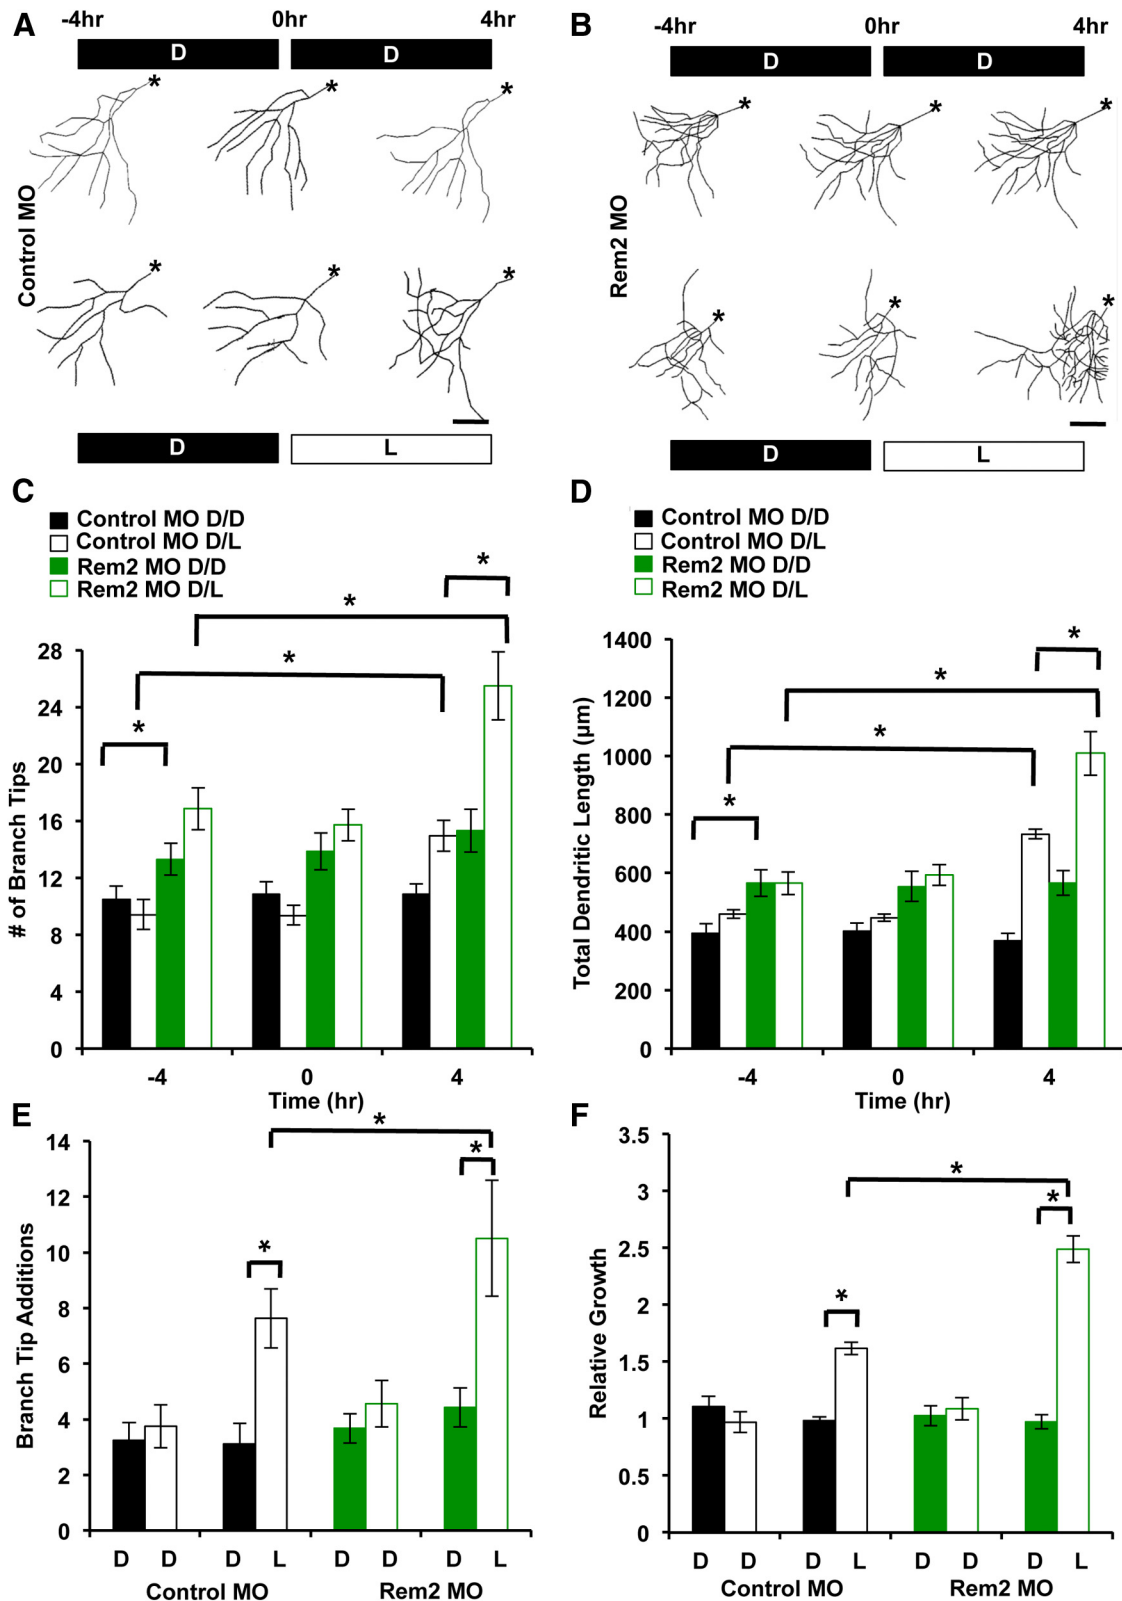 A
-4hr 0hr 4hr
D D
*
*
*
Control MO
*
*
*
D L
B
-4hr 0hr 4hr
D D
*
*
*
Rem2 MO
*
*
*
D L
C
Control MO D/D
Control MO D/L
Rem2 MO D/D
Rem2 MO D/L
*
*
*
*
# of Branch Tips
28
24
20
16
12
8
4
0
-4 0 4
Time (hr)
D
Control MO D/D
Control MO D/L
Rem2 MO D/D
Rem2 MO D/L
*
*
*
*
Total Dendritic Length (µm)
1400
1200
1000
800
600
400
200
0
-4 0 4
Time (hr)
E
*
*
*
Branch Tip Additions
14
12
10
8
6
4
2
0
D D D L D D D L
Control MO Rem2 MO
F
*
*
*
Relative Growth
3.5
3
2.5
2
1.5
1
0.5
0
D D D L D D D L
Control MO Rem2 MO